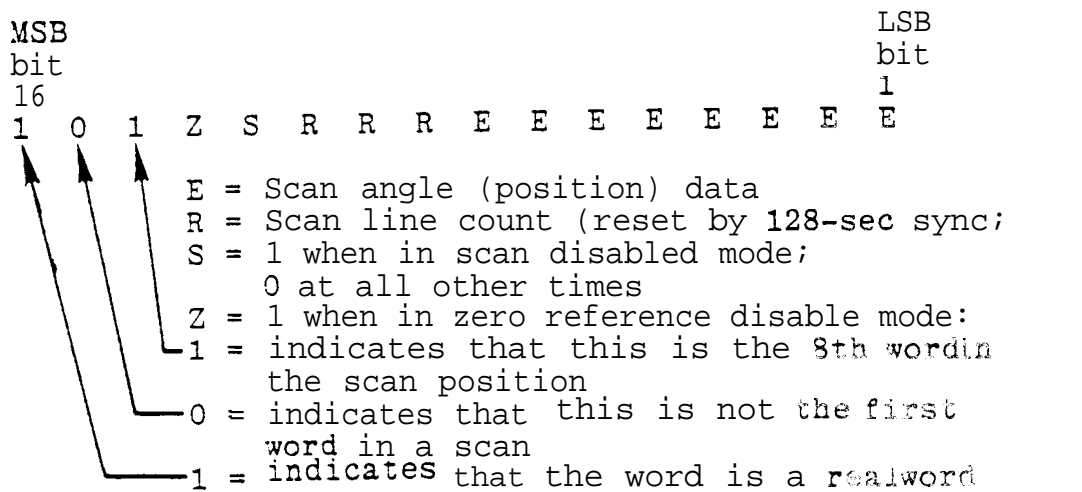 MSB LSB
bit bit
16 1
1 0 1 Z S R R R E E E E E E E E
E = Scan angle (position) data
R = Scan line count (reset by 128-sec sync;
S = 1 when in scan disabled mode;
0 at all other times
Z = 1 when in zero reference disable mode:
1 = indicates that this is the 8th wordin
the scan position
0 = indicates that this is not the first
word in a scan
1 = indicates that the word is a realword